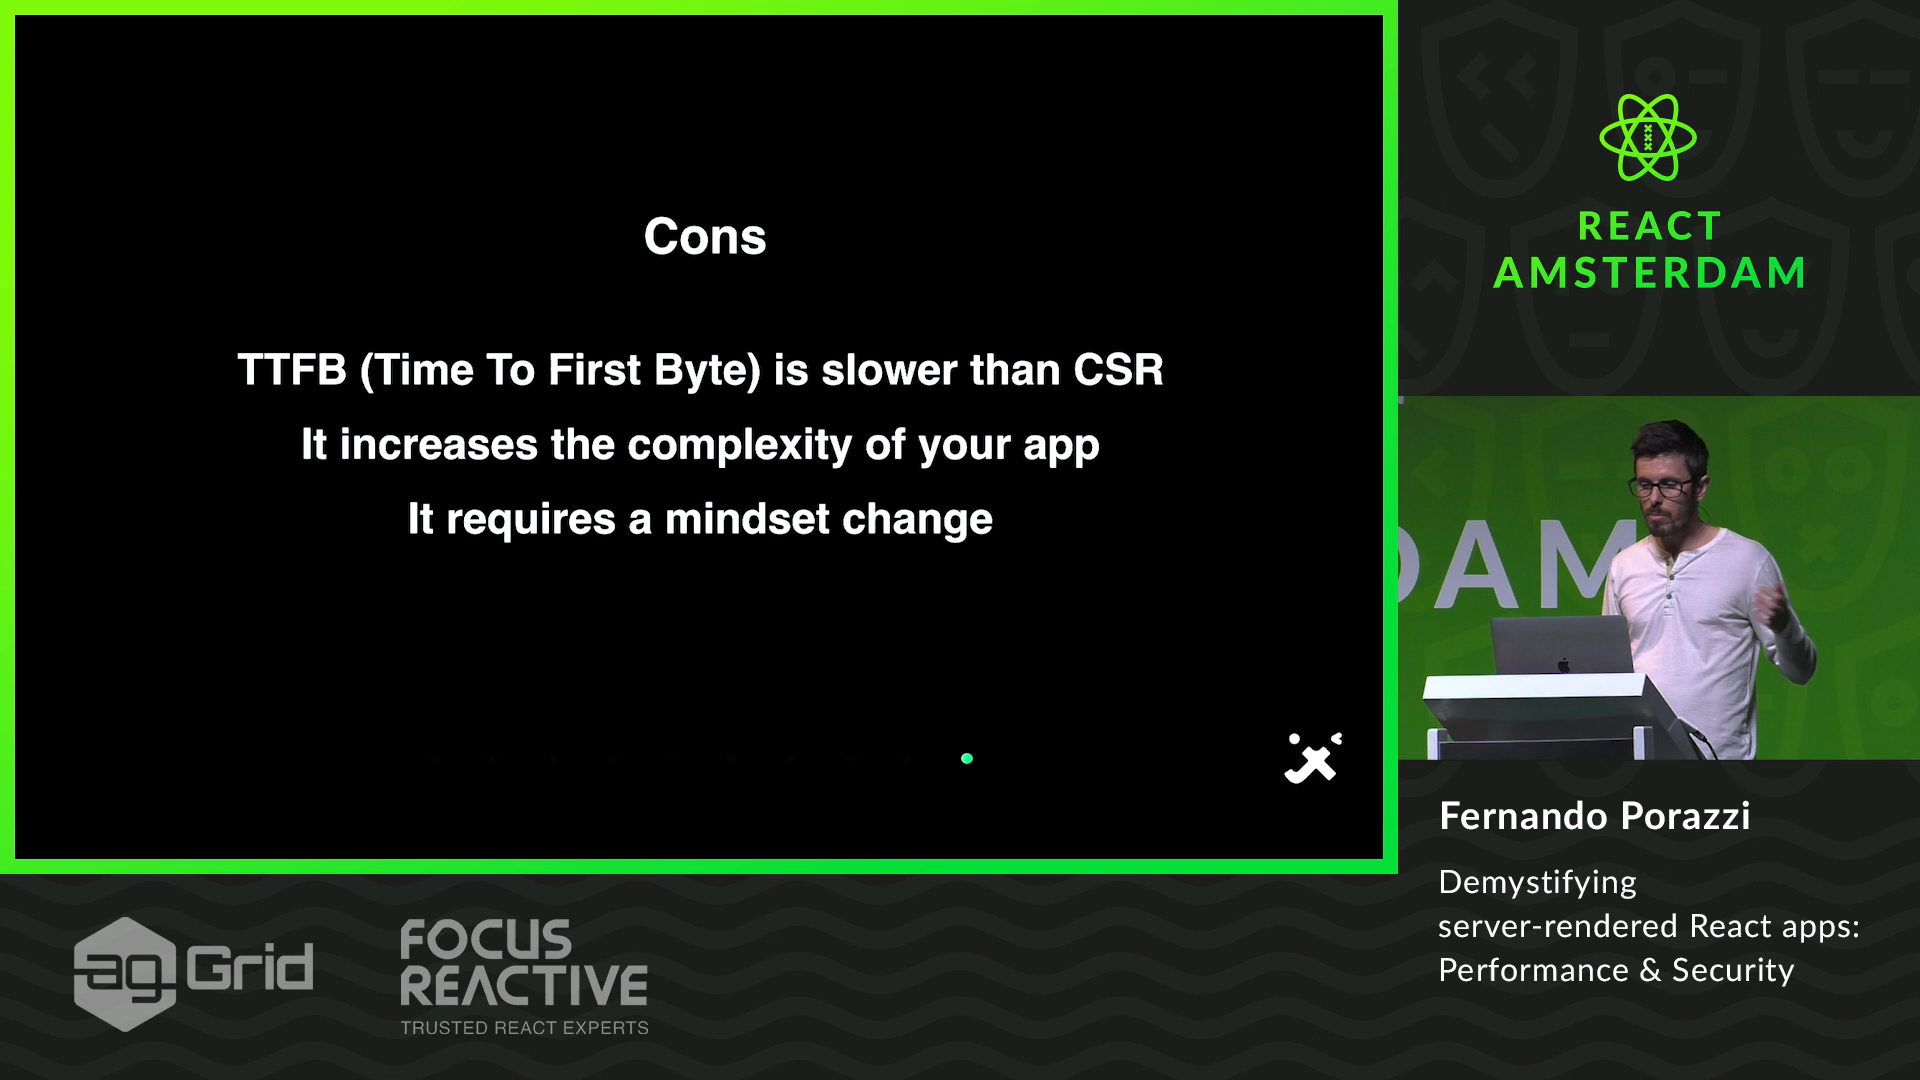 Cons
TTFB (Time To First Byte) is slower than CSR
It increases the complexity of your app
It requires a mindset change
REACT
AMSTERDAM
DAM
Fernando Porazzi
Demystifying
server-rendered React apps:
Performance & Security
ag Grid
FOCUS
REACTIVE
TRUSTED REACT EXPERTS